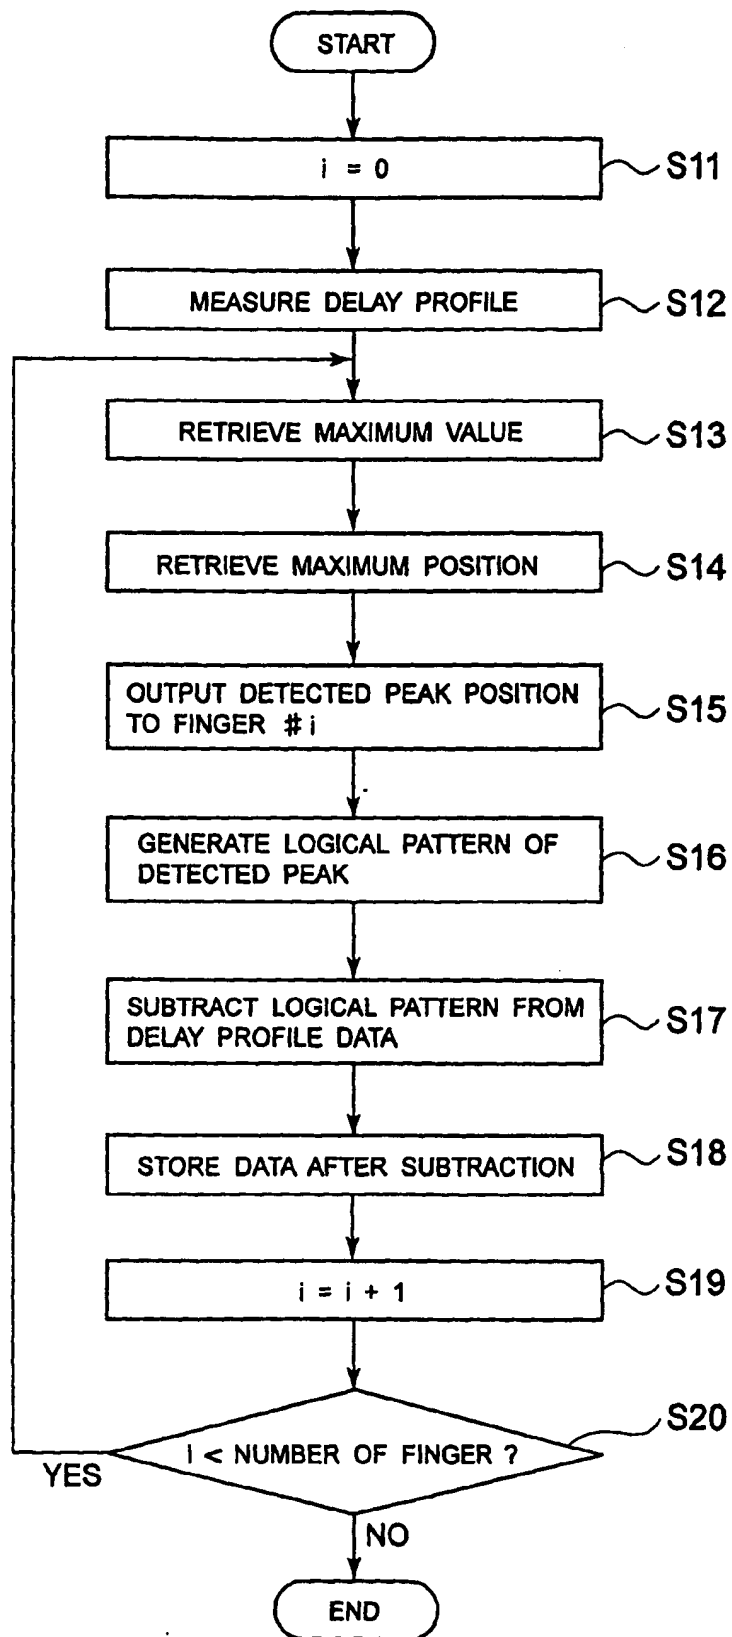 START
i = 0
S11
MEASURE DELAY PROFILE
S12
RETRIEVE MAXIMUM VALUE
S13
RETRIEVE MAXIMUM POSITION
S14
OUTPUT DETECTED PEAK POSITION
TO FINGER #i
S15
GENERATE LOGICAL PATTERN OF
DETECTED PEAK
S16
SUBTRACT LOGICAL PATTERN FROM
DELAY PROFILE DATA
S17
STORE DATA AFTER SUBTRACTION
S18
i = i + 1
S19
i < NUMBER OF FINGER ?
S20
YES
NO
END